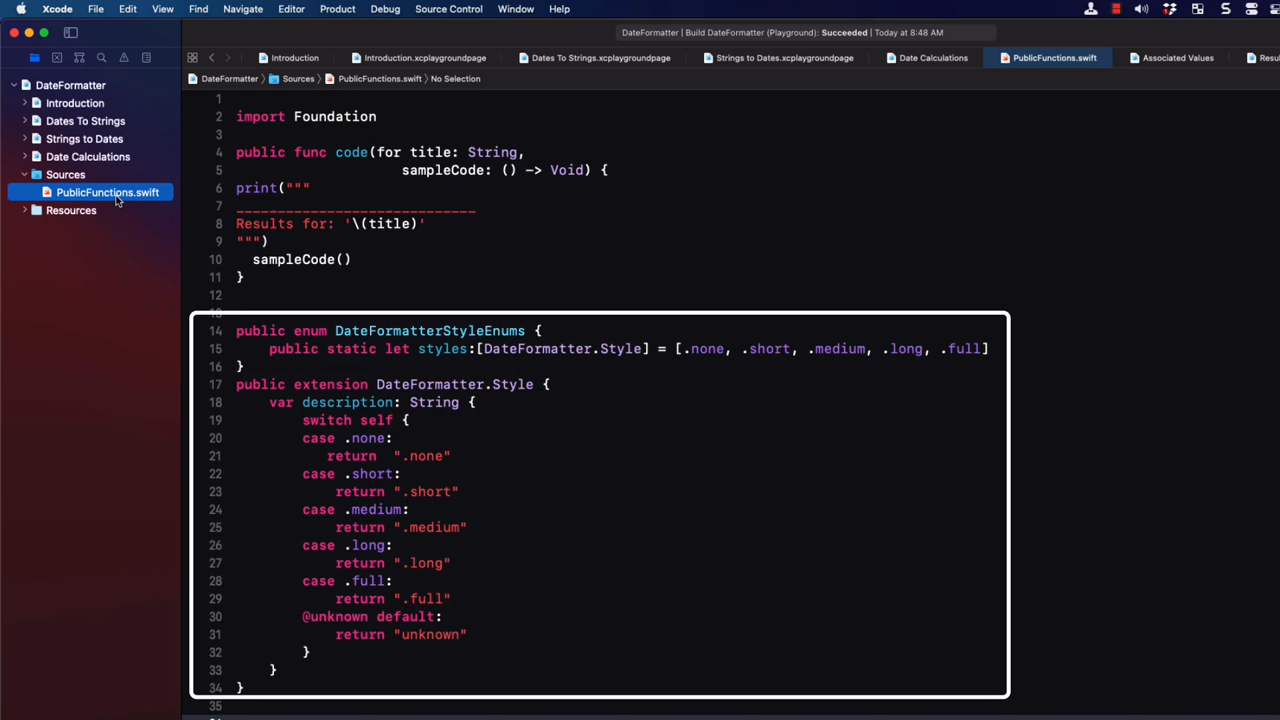 Xcode File Edit View Find Navigate Editor Product Debug Source Control Window Help
DateFormatter | Build DateFormatter (Playground): Succeeded | Today at 8:48 AM
Introduction Introduction.xcplaygroundpage Dates To Strings.xcplaygroundpage Strings to Dates.xcplaygroundpage Date Calculations PublicFunctions.swift Associated Values Resu
DateFormatter Sources PublicFunctions.swift No Selection
DateFormatter
Introduction
Dates To Strings
Strings to Dates
Date Calculations
Sources
PublicFunctions.swift
Resources
1
2 import Foundation
3
4 public func code(for title: String,
5 sampleCode: () -> Void) {
6 print("""
7 _____________________________
8 Results for: '\(title)'
9 """)
10 sampleCode()
11 }
12
13
14 public enum DateFormatterStyleEnums {
15 public static let styles:[DateFormatter.Style] = [.none, .short, .medium, .long, .full]
16 }
17 public extension DateFormatter.Style {
18 var description: String {
19 switch self {
20 case .none:
21 return ".none"
22 case .short:
23 return ".short"
24 case .medium:
25 return ".medium"
26 case .long:
27 return ".long"
28 case .full:
29 return ".full"
30 @unknown default:
31 return "unknown"
32 }
33 }
34 }
35